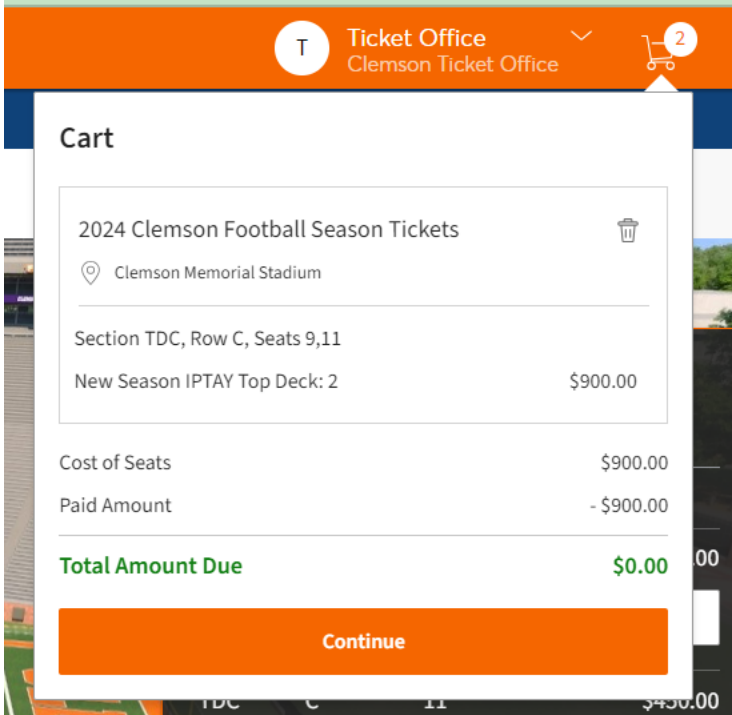 T
Ticket Office
Clemson Ticket Office
2
Cart
2024 Clemson Football Season Tickets
Clemson Memorial Stadium
Section TDC, Row C, Seats 9,11
New Season IPTAY Top Deck: 2 $900.00
Cost of Seats $900.00
Paid Amount - $900.00
.00
Total Amount Due $0.00
Continue
TDC C 11 $450.00